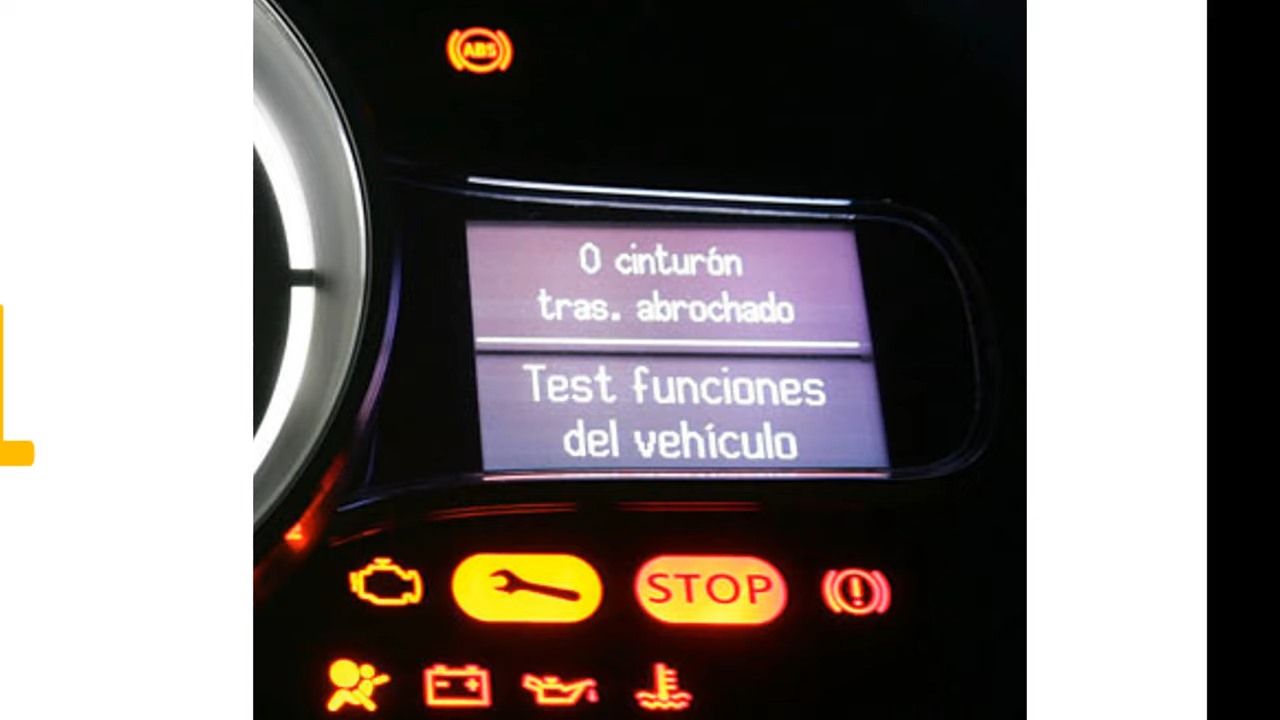 ABS
0 cinturón
tras. abrochado
Test funciones
del vehículo
STOP